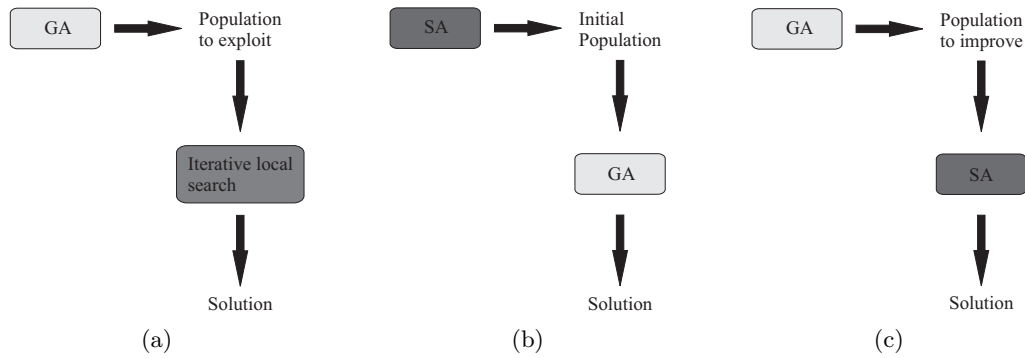 GA
Population
to exploit
Iterative local
search
Solution
(a)
SA
Initial
Population
GA
Solution
(b)
GA
Population
to improve
SA
Solution
(c)